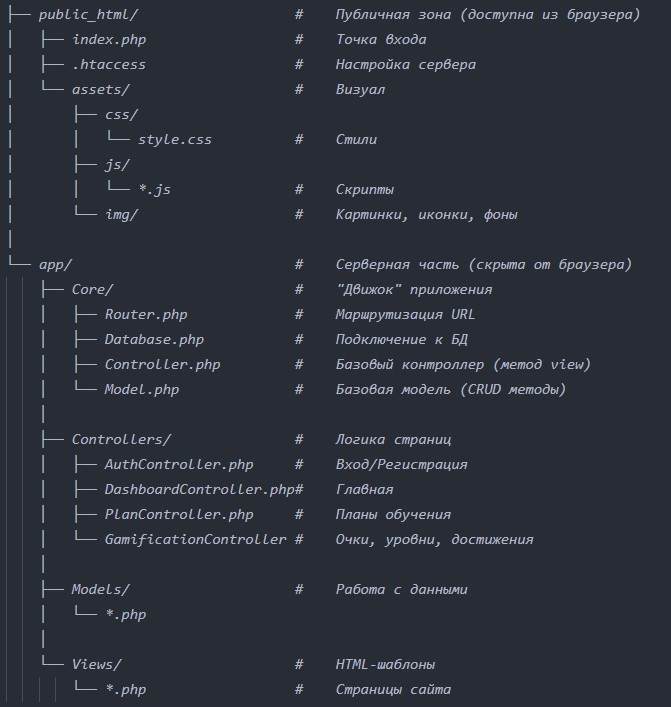 ├── public_html/                   #    Публичная зона (доступна из браузера)
│   ├── index.php                  #    Точка входа
│   ├── .htaccess                  #    Настройка сервера
│   └── assets/                    #    Визуал
│       ├── css/
│       │   └── style.css          #    Стили
│       ├── js/
│       │   └── *.js               #    Скрипты
│       └── img/                   #    Картинки, иконки, фоны
│
└── app/                           #    Серверная часть (скрыта от браузера)
    ├── Core/                      #    "Движок" приложения
    │   ├── Router.php             #    Маршрутизация URL
    │   ├── Database.php           #    Подключение к БД
    │   ├── Controller.php         #    Базовый контроллер (метод view)
    │   └── Model.php              #    Базовая модель (CRUD методы)
    │
    ├── Controllers/               #    Логика страниц
    │   ├── AuthController.php     #    Вход/Регистрация
    │   ├── DashboardController.php#    Главная
    │   ├── PlanController.php     #    Планы обучения
    │   └── GamificationController #    Очки, уровни, достижения
    │
    ├── Models/                    #    Работа с данными
    │   └── *.php
    │
    └── Views/                     #    HTML-шаблоны
        └── *.php                  #    Страницы сайта